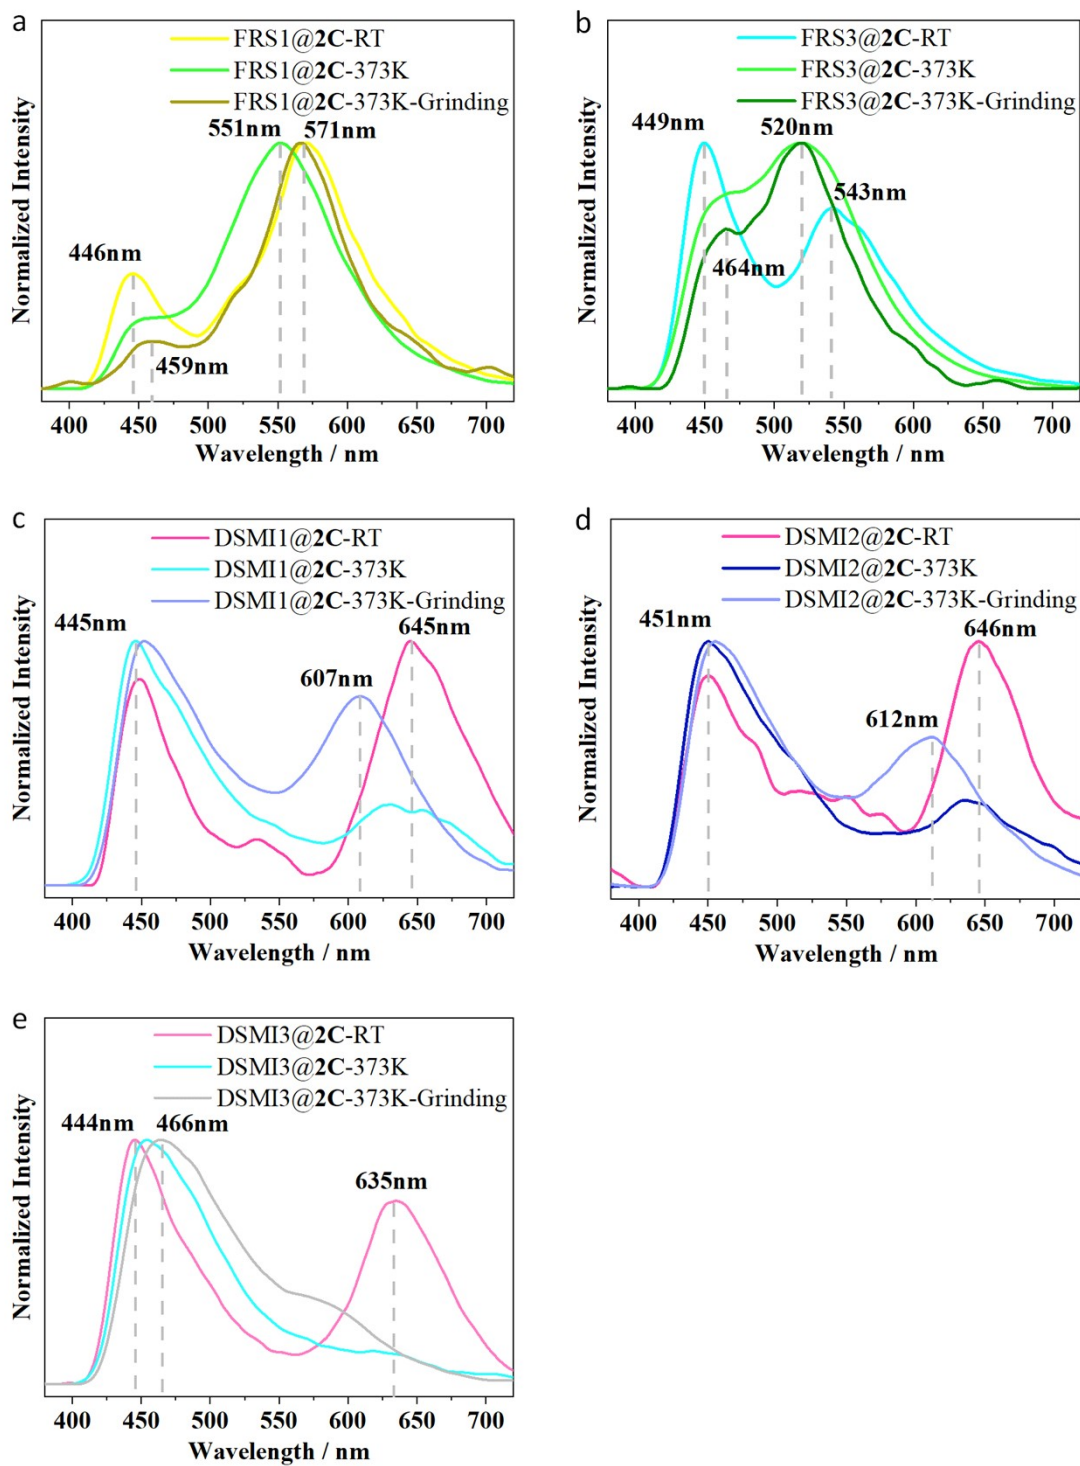 a
FRS1@2C-RT
FRS1@2C-373K
FRS1@2C-373K-Grinding
551nm 571nm
446nm
459nm
Normalized Intensity
400 450 500 550 600 650 700
Wavelength / nm
b
FRS3@2C-RT
FRS3@2C-373K
FRS3@2C-373K-Grinding
449nm 520nm
543nm
464nm
Normalized Intensity
400 450 500 550 600 650 700
Wavelength / nm
c
DSMI1@2C-RT
DSMI1@2C-373K
DSMI1@2C-373K-Grinding
445nm 645nm
607nm
Normalized Intensity
400 450 500 550 600 650 700
Wavelength / nm
d
DSMI2@2C-RT
DSMI2@2C-373K
DSMI2@2C-373K-Grinding
451nm 646nm
612nm
Normalized Intensity
400 450 500 550 600 650 700
Wavelength / nm
e
DSMI3@2C-RT
DSMI3@2C-373K
DSMI3@2C-373K-Grinding
444nm 466nm
635nm
Normalized Intensity
400 450 500 550 600 650 700
Wavelength / nm